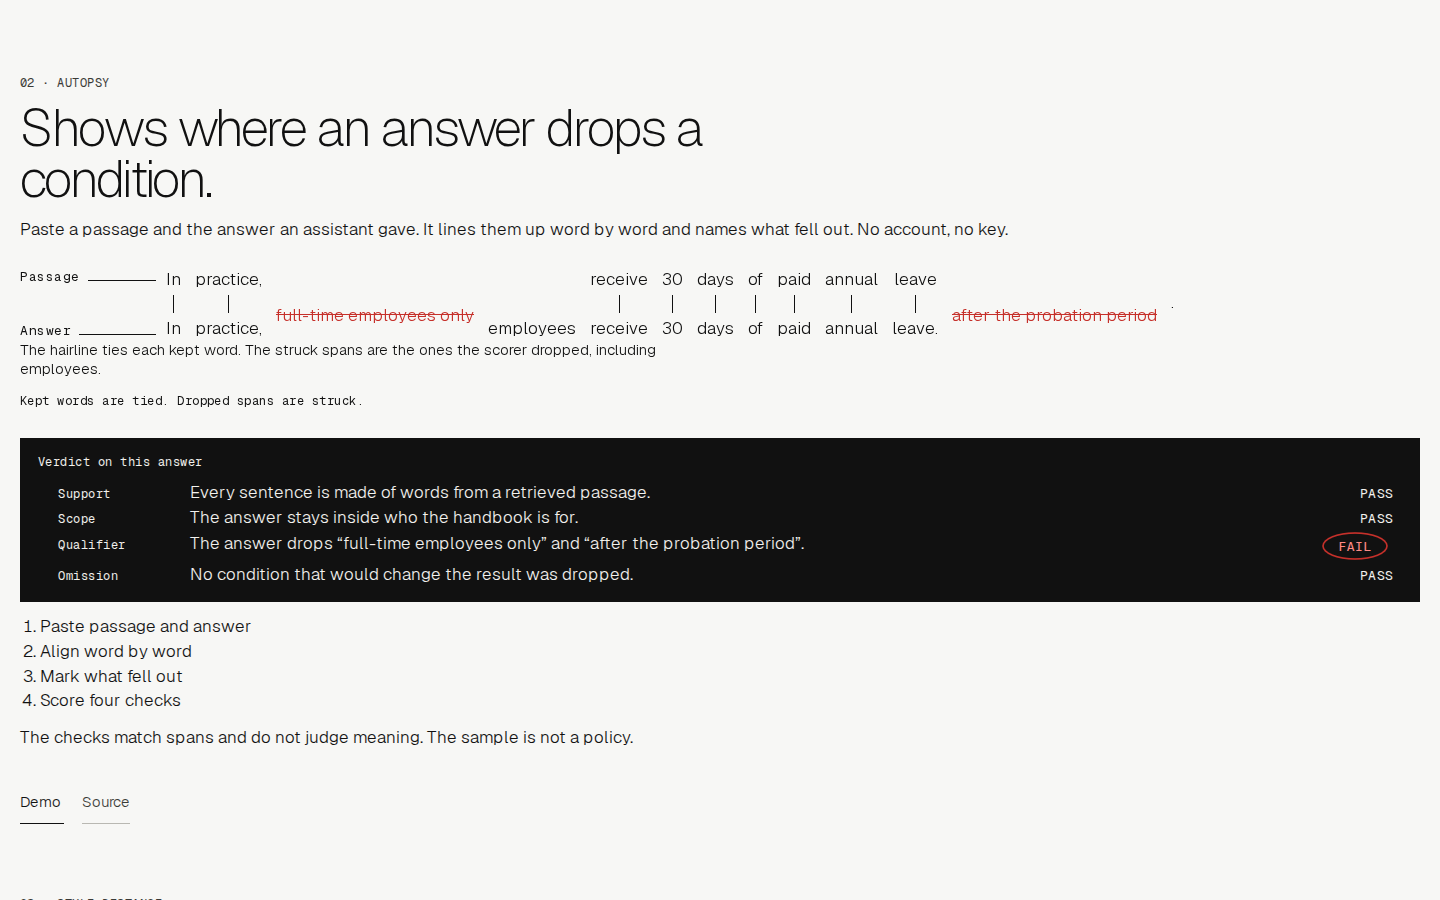 02 · AUTOPSY
Shows where an answer drops a
condition.
Paste a passage and the answer an assistant gave. It lines them up word by word and names what fell out. No account, no key.
Passage In practice, receive 30 days of paid annual leave .
full-time employees only after the probation period
Answer In practice, employees receive 30 days of paid annual leave.
The hairline ties each kept word. The struck spans are the ones the scorer dropped, including
employees.
Kept words are tied. Dropped spans are struck.
Verdict on this answer
Support Every sentence is made of words from a retrieved passage. PASS
Scope The answer stays inside who the handbook is for. PASS
Qualifier The answer drops “full-time employees only” and “after the probation period”. FAIL
Omission No condition that would change the result was dropped. PASS
1. Paste passage and answer
2. Align word by word
3. Mark what fell out
4. Score four checks
The checks match spans and do not judge meaning. The sample is not a policy.
Demo Source